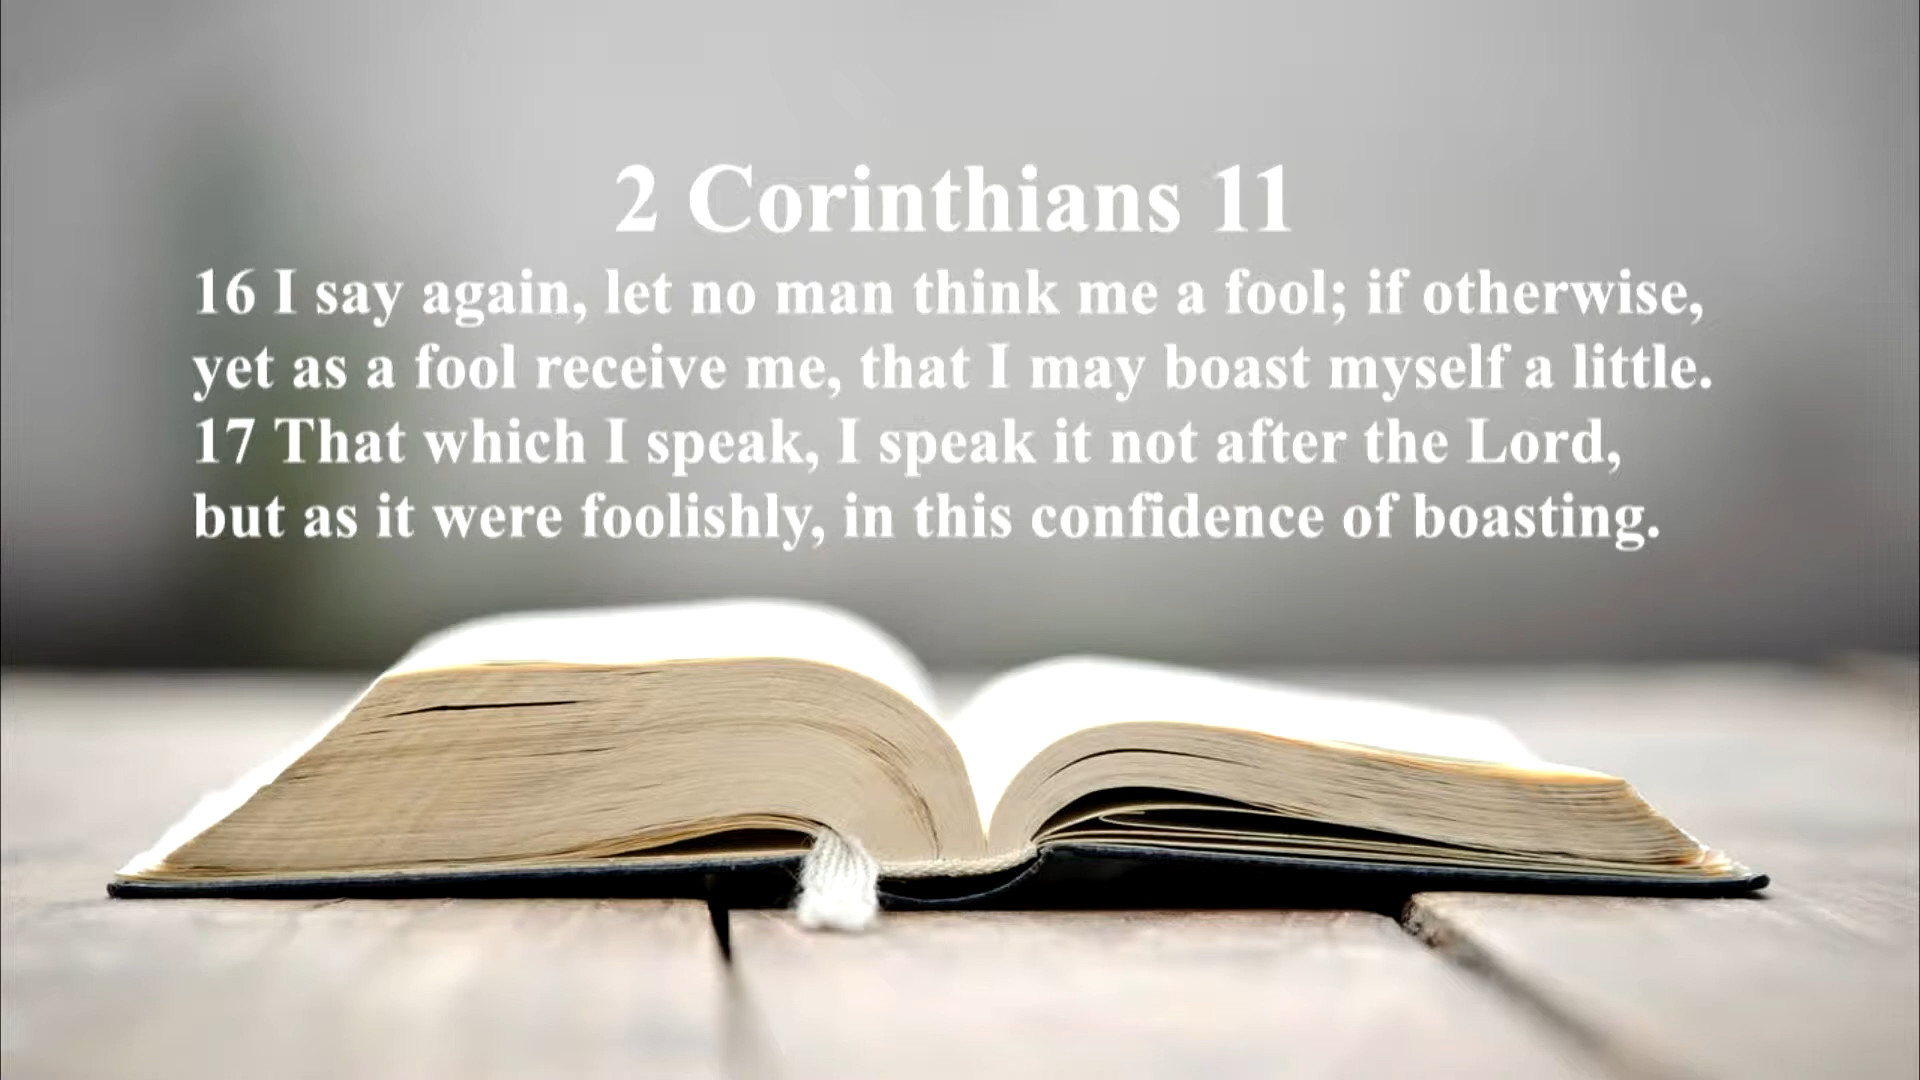 2 Corinthians 11
16 I say again, let no man think me a fool; if otherwise,
yet as a fool receive me, that I may boast myself a little.
17 That which I speak, I speak it not after the Lord,
but as it were foolishly, in this confidence of boasting.